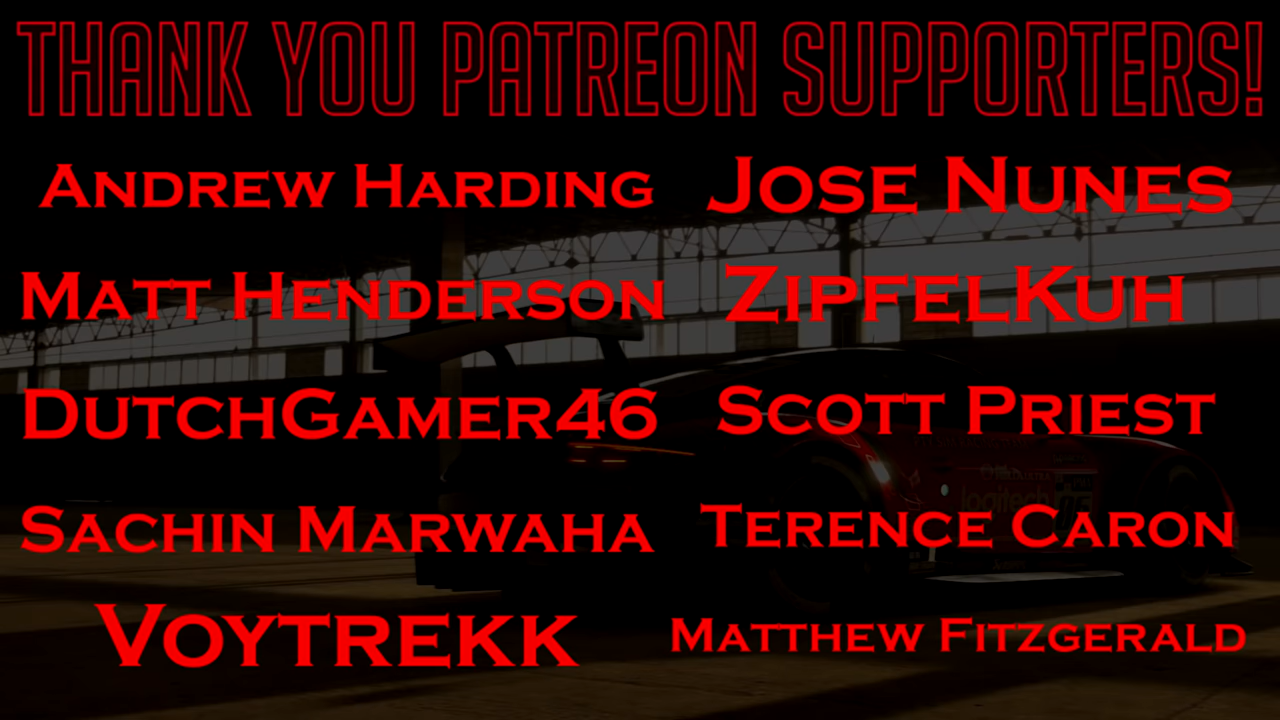 THANK YOU PATREON SUPPORTERS!
ANDREW HARDING
JOSE NUNES
MATT HENDERSON
ZIPFELKUH
DUTCHGAMER46
SCOTT PRIEST
SACHIN MARWAHA
TERENCE CARON
VOYTREKK
MATTHEW FITZGERALD
logitech